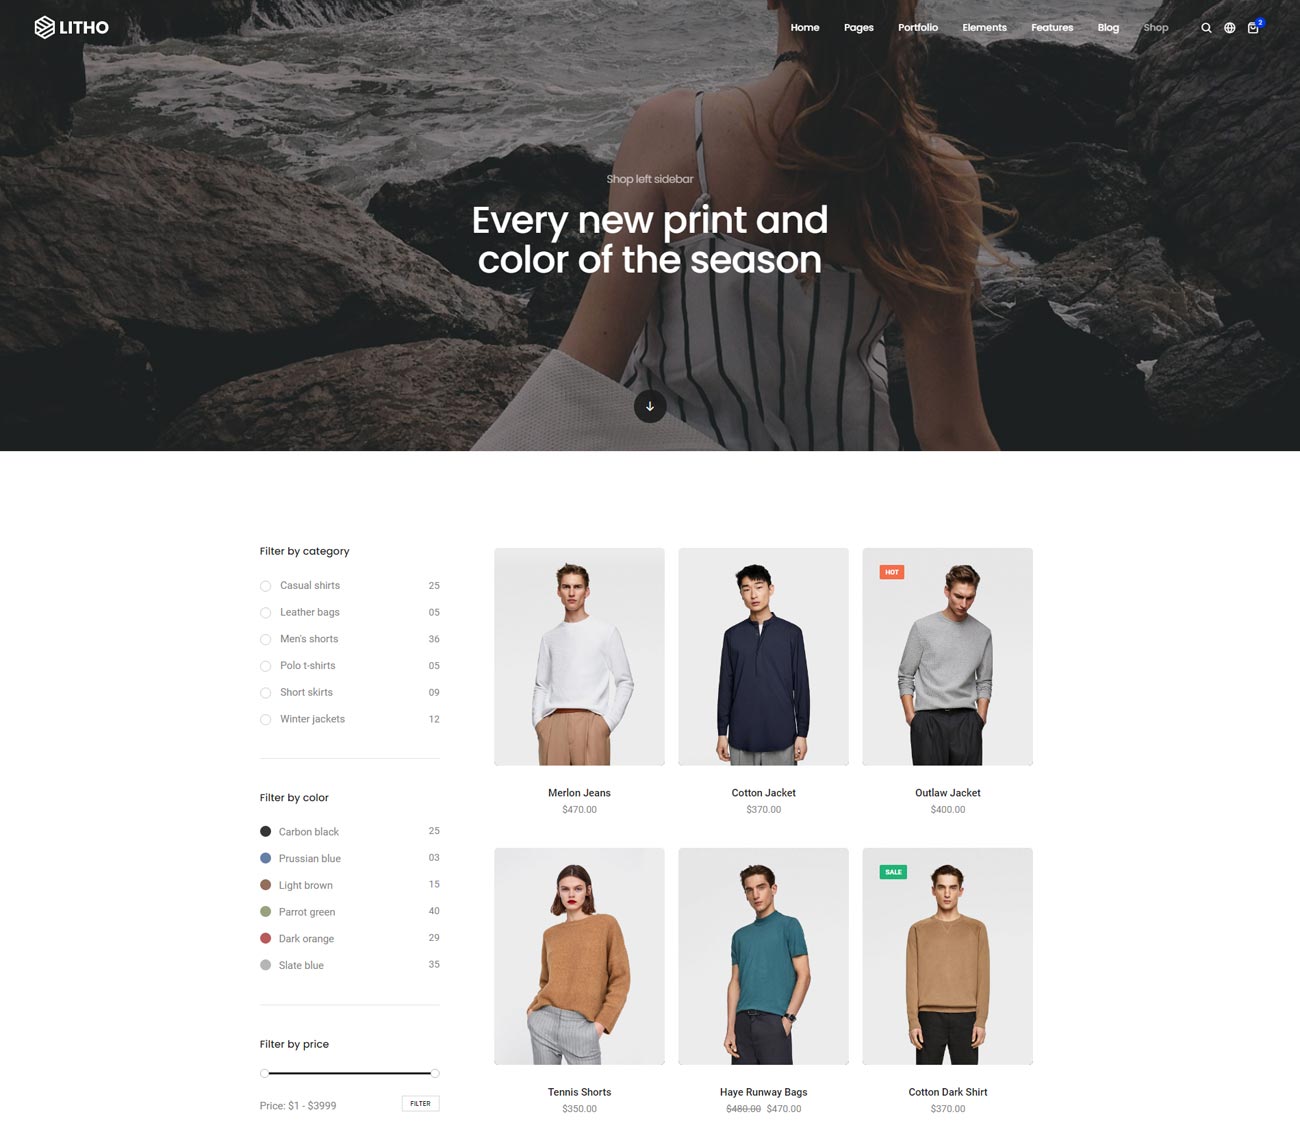 LITHO
Home Pages Portfolio Elements Features Blog Shop 2
Shop left sidebar
Every new print and
color of the season
Filter by category
Casual shirts 25
Leather bags 05
Men's shorts 36
Polo t-shirts 05
Short skirts 09
Winter jackets 12
Filter by color
Carbon black 25
Prussian blue 03
Light brown 15
Parrot green 40
Dark orange 29
Slate blue 35
Filter by price
Price: $1 - $3999 FILTER
HOT
Merlon Jeans Cotton Jacket Outlaw Jacket
$470.00 $370.00 $400.00
SALE
Tennis Shorts Haye Runway Bags Cotton Dark Shirt
$350.00 $480.00 $470.00 $370.00